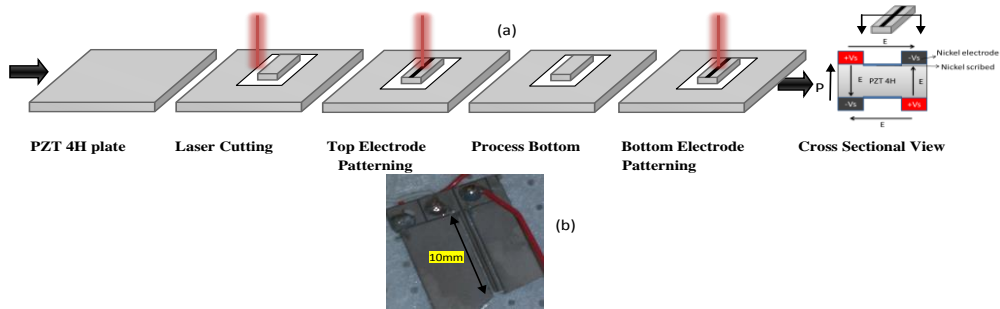 (a)
E
+Vs
-Vs
Nickel electrode
Nickel scribed
P
E
PZT 4H
E
-Vs
+Vs
E
PZT 4H plate
Laser Cutting
Top Electrode
Patterning
Process Bottom
Bottom Electrode
Patterning
Cross Sectional View
(b)
10mm